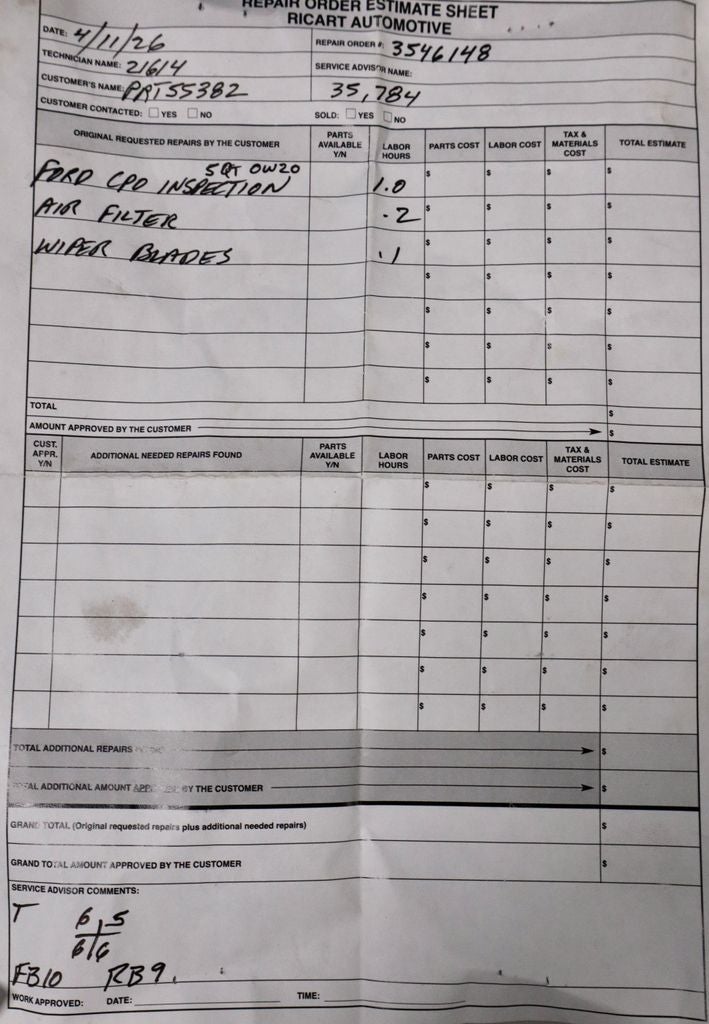 REPAIR ORDER ESTIMATE SHEET
RICART AUTOMOTIVE
DATE: 4/11/26
REPAIR ORDER #: 3546148
TECHNICIAN NAME: 21614
SERVICE ADVISOR NAME:
CUSTOMER'S NAME: PRT55382
35,784
CUSTOMER CONTACTED: YES NO
SOLD: YES NO
ORIGINAL REQUESTED REPAIRS BY THE CUSTOMER PARTS AVAILABLE Y/N LABOR HOURS PARTS COST LABOR COST TAX & MATERIALS COST TOTAL ESTIMATE
5 QT 0W20
FORD CPO INSPECTION 1.0 $ $ $ $
AIR FILTER .2 $ $ $ $
WIPER BLADES .1 $ $ $ $
$ $ $ $
$ $ $ $
$ $ $ $
$ $ $ $
TOTAL $
AMOUNT APPROVED BY THE CUSTOMER $
CUST. APPR. Y/N ADDITIONAL NEEDED REPAIRS FOUND PARTS AVAILABLE Y/N LABOR HOURS PARTS COST LABOR COST TAX & MATERIALS COST TOTAL ESTIMATE
$ $ $ $
$ $ $ $
$ $ $ $
$ $ $ $
$ $ $ $
$ $ $ $
$ $ $ $
TOTAL ADDITIONAL REPAIRS $
TOTAL ADDITIONAL AMOUNT BY THE CUSTOMER $
GRAND TOTAL (Original requested repairs plus additional needed repairs) $
GRAND TOTAL AMOUNT APPROVED BY THE CUSTOMER $
SERVICE ADVISOR COMMENTS:
T 6 5
6 6
FB10 RB9
WORK APPROVED: DATE: TIME: